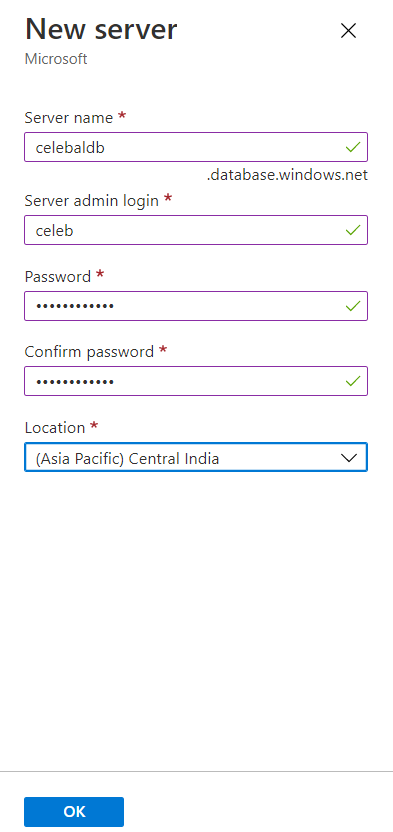 New server
Microsoft
Server name *
celebaldb
.database.windows.net
Server admin login *
celeb
Password *
••••••••••••
Confirm password *
••••••••••••
Location *
(Asia Pacific) Central India
OK